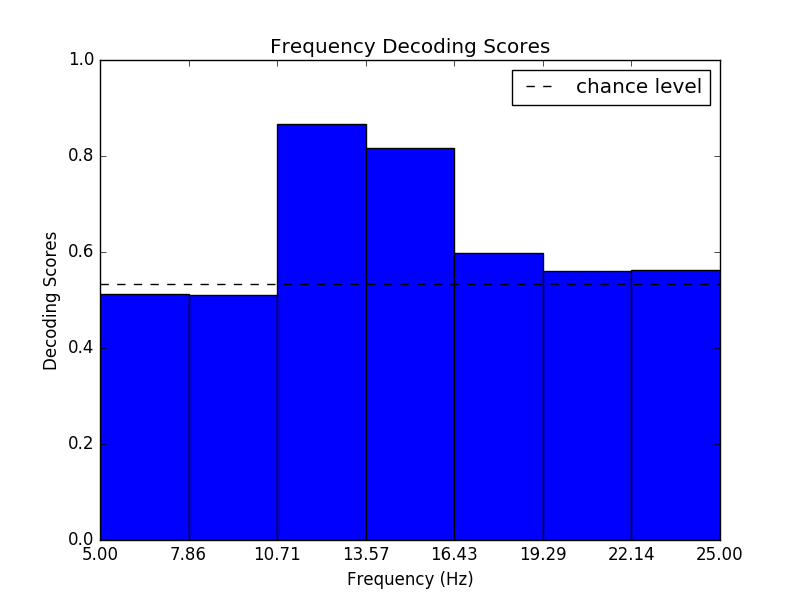 Frequency Decoding Scores
chance level
1.0
0.8
0.6
0.4
0.2
0.0
Decoding Scores
5.00 7.86 10.71 13.57 16.43 19.29 22.14 25.00
Frequency (Hz)